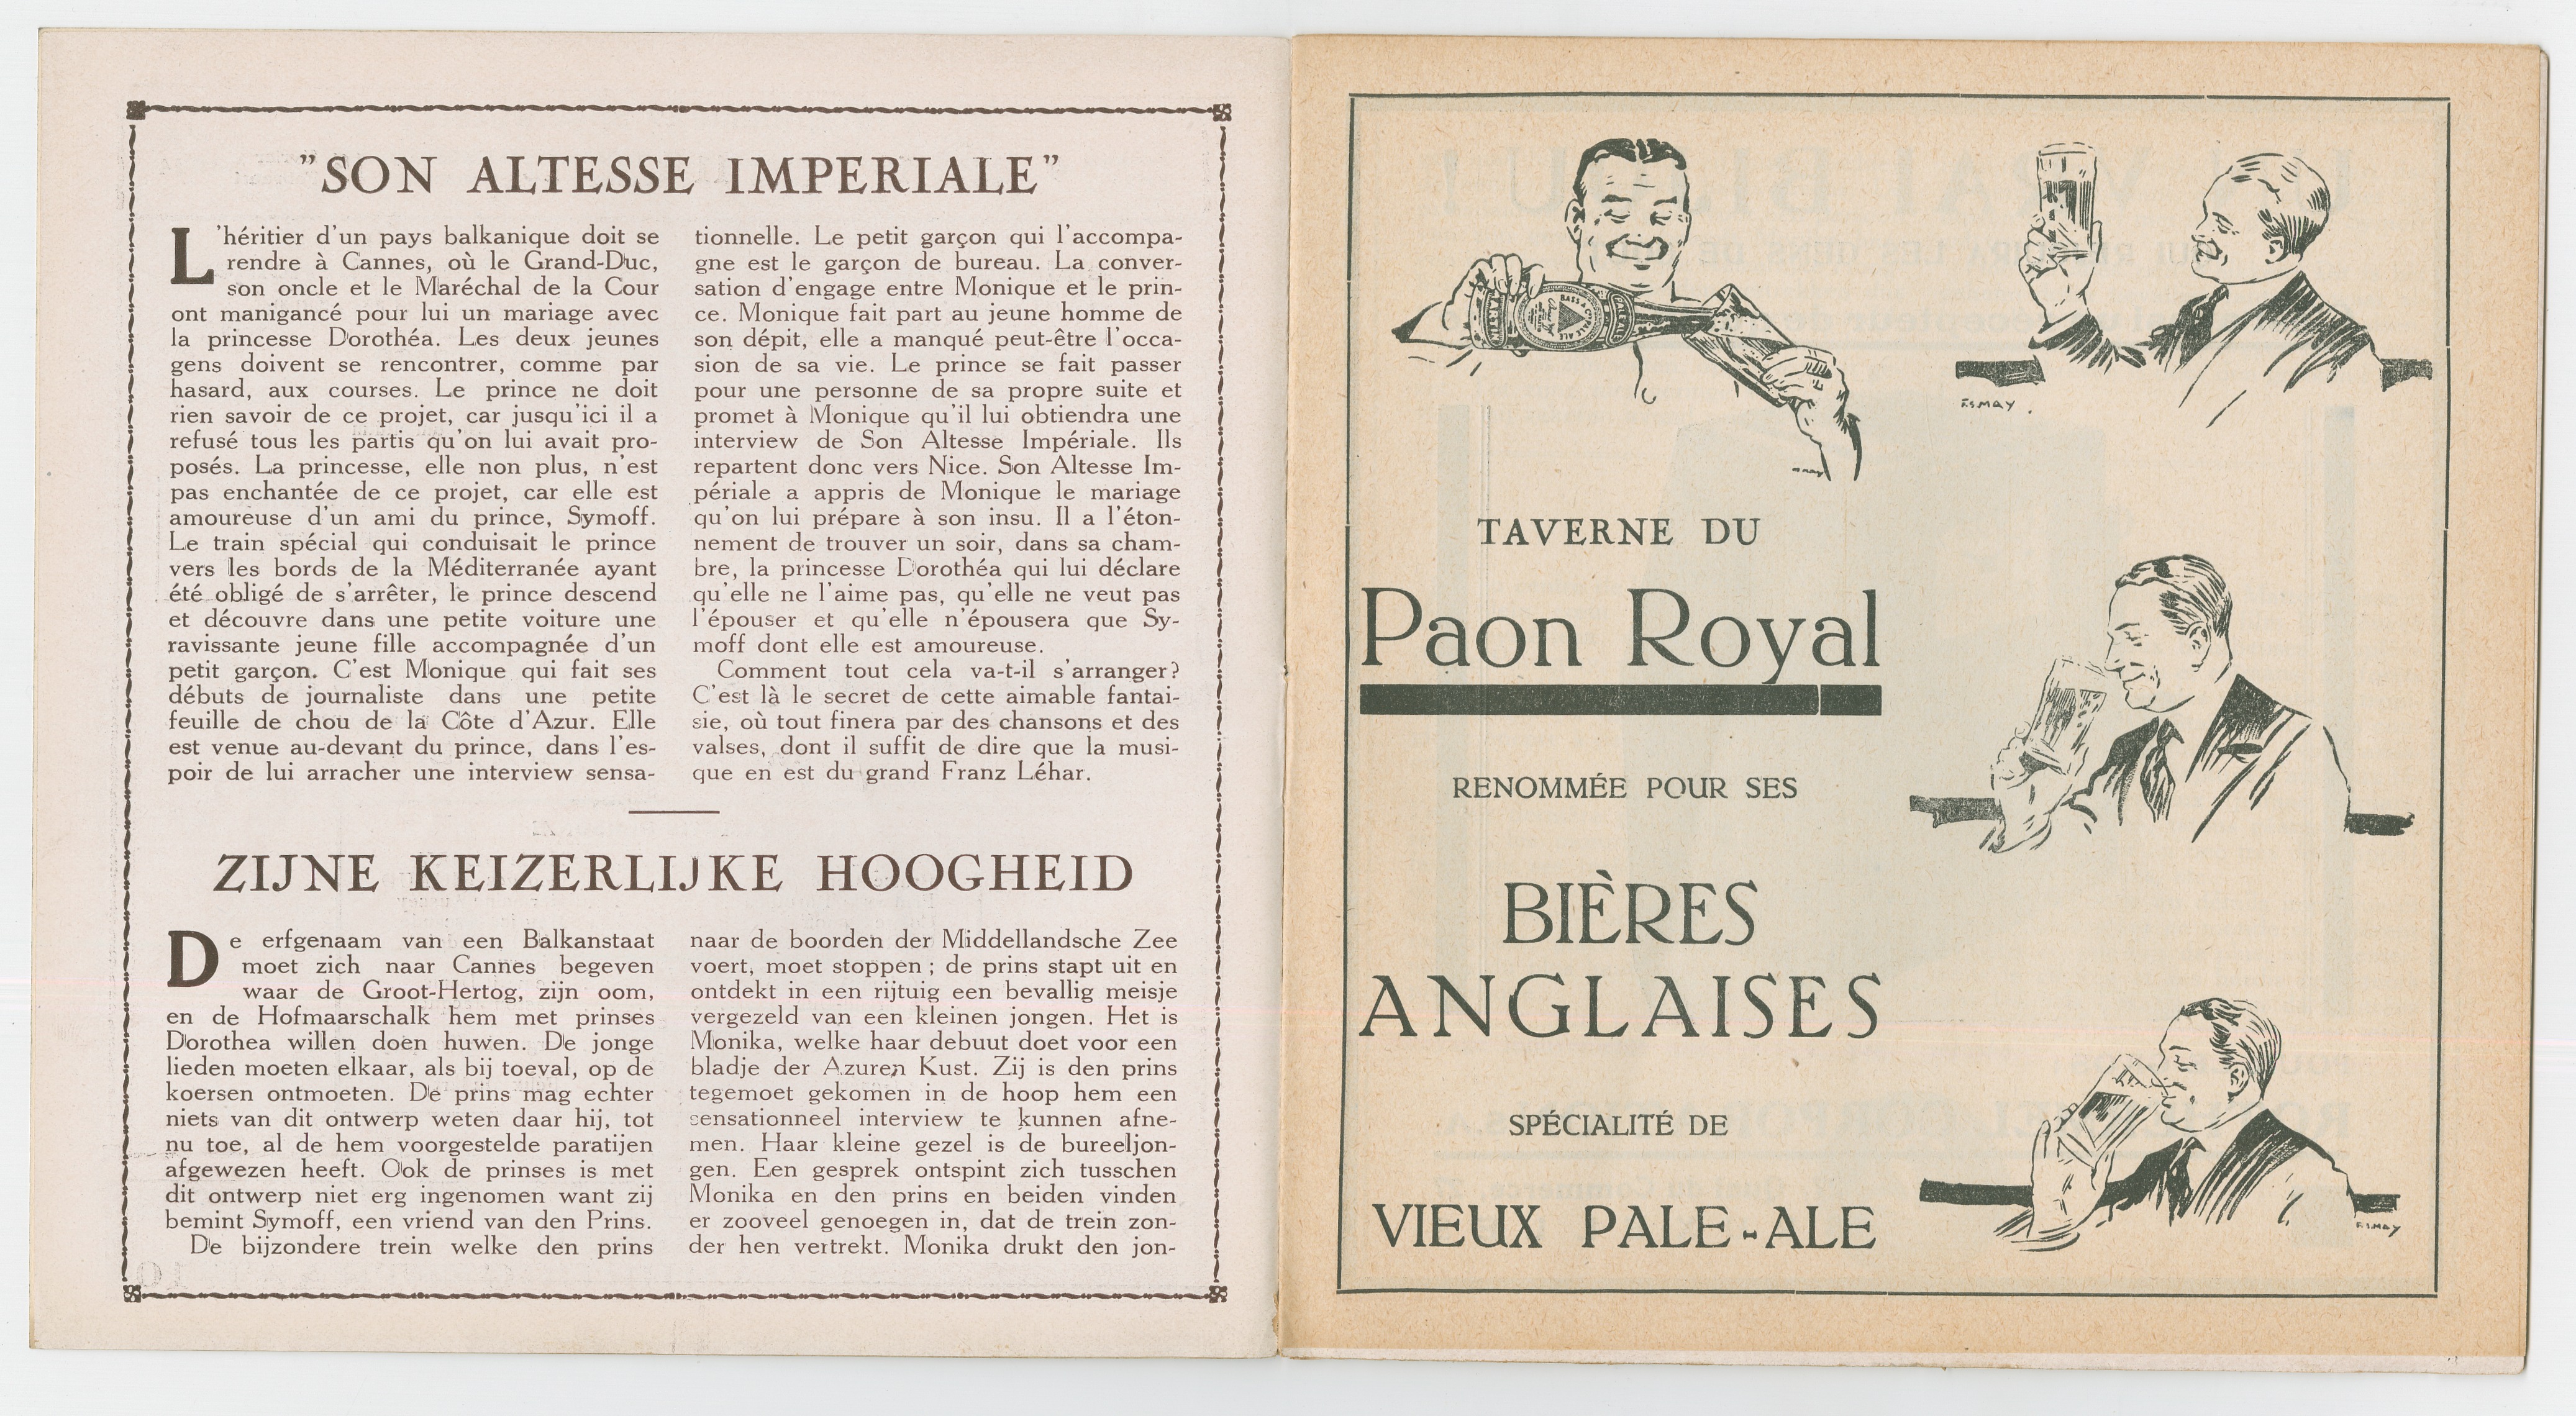 "SON ALTESSE IMPERIALE"
L'héritier d'un pays balkanique doit se
rendre à Cannes, où le Grand-Duc,
son oncle et le Maréchal de la Cour
ont manigancé pour lui un mariage avec
la princesse Dorothéa. Les deux jeunes
gens doivent se rencontrer, comme par
hasard, aux courses. Le prince ne doit
rien savoir de ce projet, car jusqu'ici il a
refusé tous les partis qu'on lui avait pro-
posés. La princesse, elle non plus, n'est
pas enchantée de ce projet, car elle est
amoureuse d'un ami du prince, Symoff.
Le train spécial qui conduisait le prince
vers les bords de la Méditerranée ayant
été obligé de s'arrêter, le prince descend
et découvre dans une petite voiture une
ravissante jeune fille accompagnée d'un
petit garçon. C'est Monique qui fait ses
débuts de journaliste dans une petite
feuille de chou de la Côte d'Azur. Elle
est venue au-devant du prince, dans l'es-
poir de lui arracher une interview sensa-
tionnelle. Le petit garçon qui l'accompa-
gne est le garçon de bureau. La conver-
sation d'engage entre Monique et le prin-
ce. Monique fait part au jeune homme de
son dépit, elle a manqué peut-être l'occa-
sion de sa vie. Le prince se fait passer
pour une personne de sa propre suite et
promet à Monique qu'il lui obtiendra une
interview de Son Altesse Impériale. Ils
repartent donc vers Nice. Son Altesse Im-
périale a appris de Monique le mariage
qu'on lui prépare à son insu. Il a l'éton-
nement de trouver un soir, dans sa cham-
bre, la princesse Dorothéa qui lui déclare
qu'elle ne l'aime pas, qu'elle ne veut pas
l'épouser et qu'elle n'épousera que Sy-
moff dont elle est amoureuse.
Comment tout cela va-t-il s'arranger?
C'est là le secret de cette aimable fantai-
sie, où tout finera par des chansons et des
valses, dont il suffit de dire que la musi-
que en est du grand Franz Léhar.
ZIJNE KEIZERLIJKE HOOGHEID
De erfgenaam van een Balkanstaat
moet zich naar Cannes begeven
waar de Groot-Hertog, zijn oom,
en de Hofmaarschalk hem met prinses
Dorothea willen doen huwen. De jonge
lieden moeten elkaar, als bij toeval, op de
koersen ontmoeten. De prins mag echter
niets van dit ontwerp weten daar hij, tot
nu toe, al de hem voorgestelde paratijen
afgewezen heeft. Ook de prinses is met
dit ontwerp niet erg ingenomen want zij
bemint Symoff, een vriend van den Prins.
De bijzondere trein welke den prins
naar de boorden der Middellandsche Zee
voert, moet stoppen ; de prins stapt uit en
ontdekt in een rijtuig een bevallig meisje
vergezeld van een kleinen jongen. Het is
Monika, welke haar debuut doet voor een
bladje der Azuren Kust. Zij is den prins
tegemoet gekomen in de hoop hem een
sensationneel interview te kunnen afne-
men. Haar kleine gezel is de bureeljon-
gen. Een gesprek ontspint zich tusschen
Monika en den prins en beiden vinden
er zooveel genoegen in, dat de trein zon-
der hen vertrekt. Monika drukt den jon-
BASS & Co
PALE ALE
F.S.MAY.
TAVERNE DU
Paon Royal
RENOMMÉE POUR SES
BIÈRES
ANGLAISES
SPÉCIALITÉ DE
VIEUX PALE-ALE
F.S.MAY